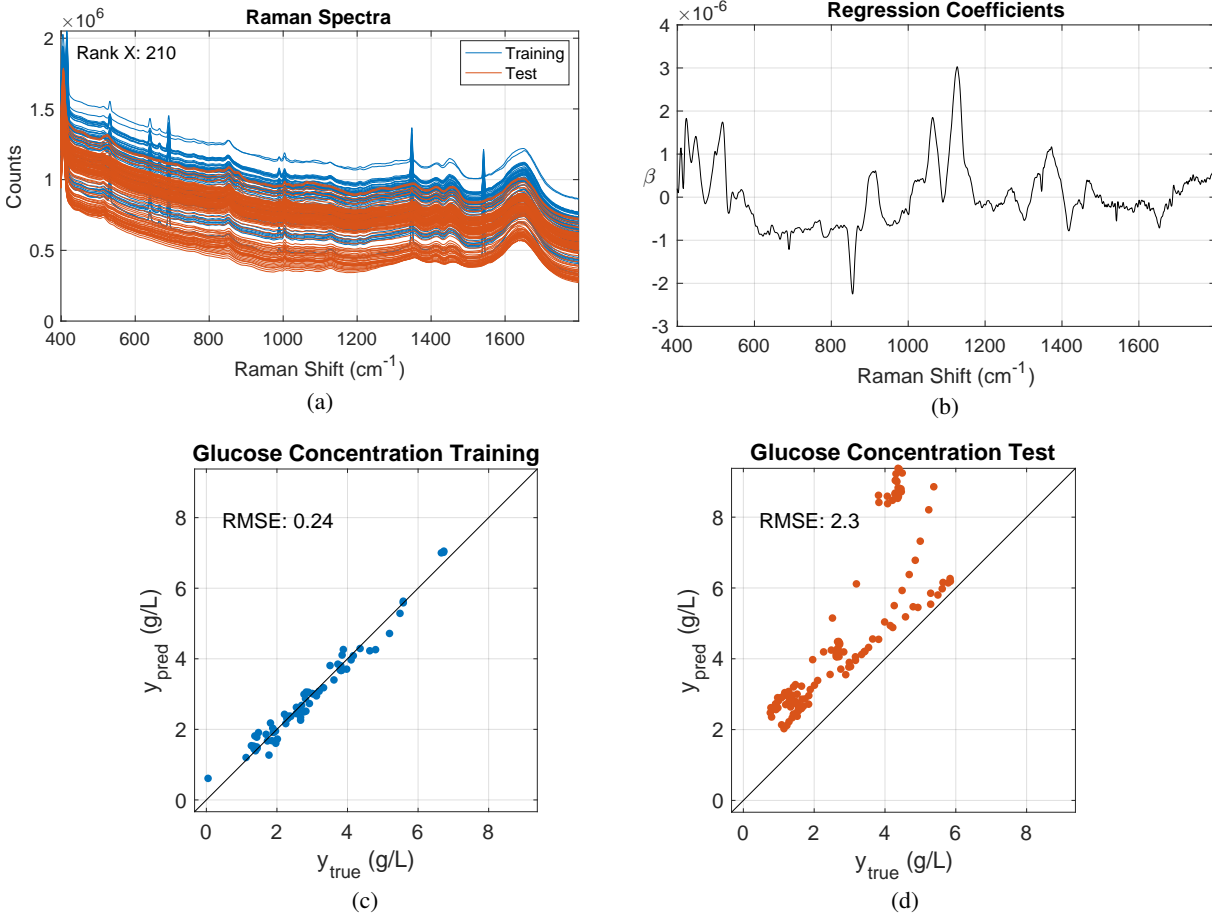 Raman Spectra
×10⁶
2
1.5
1
0.5
0
Counts
Rank X: 210
Training
Test
400 600 800 1000 1200 1400 1600
Raman Shift (cm⁻¹)
(a)
Regression Coefficients
×10⁻⁶
4
3
2
1
0
-1
-2
-3
β
400 600 800 1000 1200 1400 1600
Raman Shift (cm⁻¹)
(b)
Glucose Concentration Training
RMSE: 0.24
8
6
4
2
0
y_pred (g/L)
0 2 4 6 8
y_true (g/L)
(c)
Glucose Concentration Test
RMSE: 2.3
8
6
4
2
0
y_pred (g/L)
0 2 4 6 8
y_true (g/L)
(d)